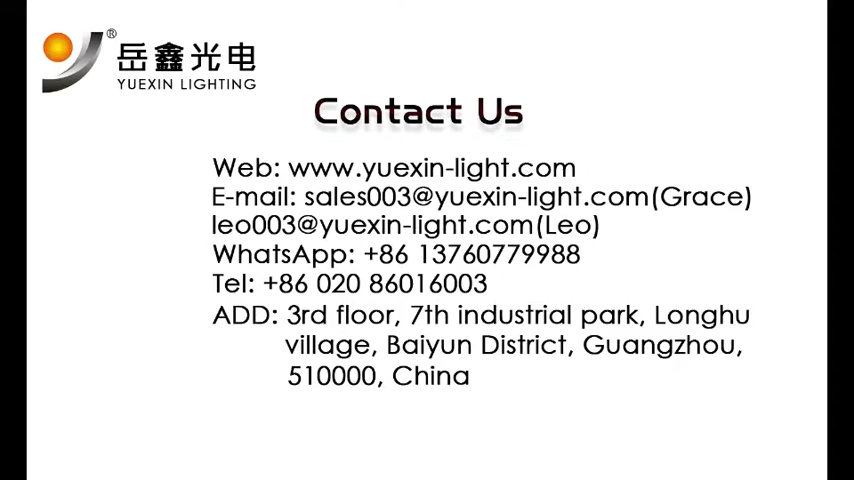 ®
岳鑫光电
YUEXIN LIGHTING
Contact Us
Web: www.yuexin-light.com
E-mail: sales003@yuexin-light.com(Grace)
leo003@yuexin-light.com(Leo)
WhatsApp: +86 13760779988
Tel: +86 020 86016003
ADD: 3rd floor, 7th industrial park, Longhu
village, Baiyun District, Guangzhou,
510000, China